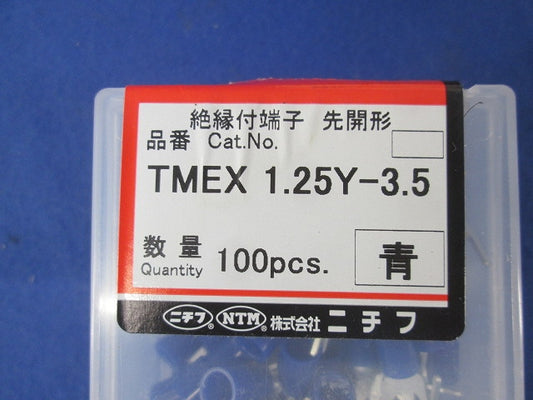 絶縁付端子 先開形
品番 Cat.No.
TMEX 1.25Y-3.5
数量 Quantity 100pcs. 青
ニチフ® NTM® 株式会社 ニチフ